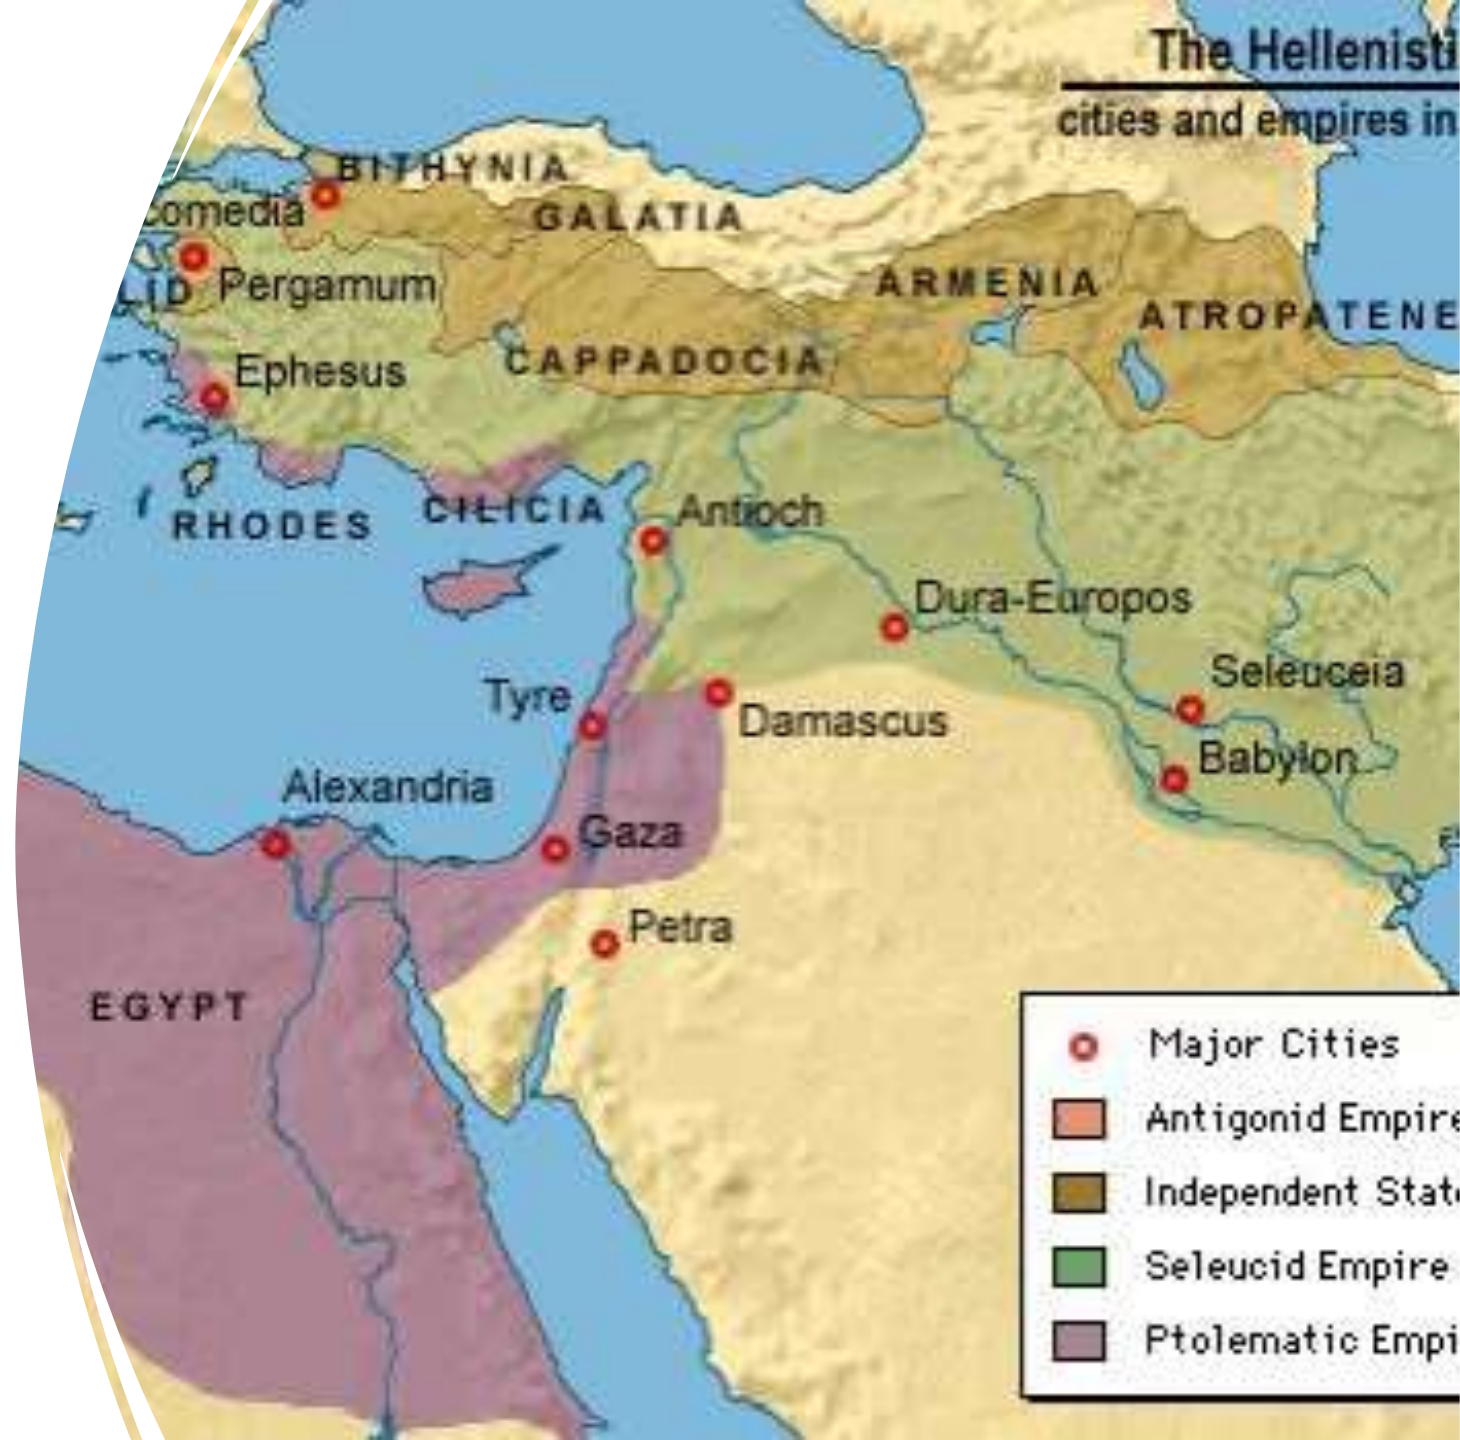 The Hellenisti
cities and empires in
BITHYNIA
comedia
GALATIA
LID
Pergamum
ARMENIA
ATROPATENE
CAPPADOCIA
Ephesus
RHODES
CILICIA
Antioch
Dura-Europos
Seleuceia
Tyre
Damascus
Babylon
Alexandria
Gaza
Petra
EGYPT
Major Cities
Antigonid Empire
Independent State
Seleucid Empire
Ptolematic Empi